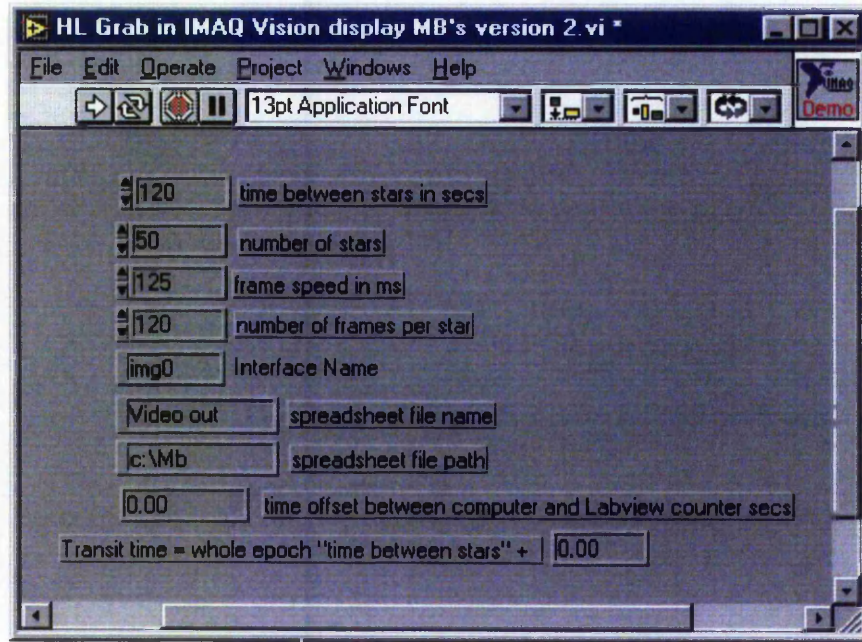 HL Grab in IMAQ Vision display MB's version 2.vi *
File Edit Operate Project Windows Help
13pt Application Font
IMAQ
Demo
120 time between stars in secs
50 number of stars
125 frame speed in ms
120 number of frames per star
img0 Interface Name
Video out spreadsheet file name
c:\Mb spreadsheet file path
0.00 time offset between computer and Labview counter secs
Transit time = whole epoch "time between stars" + 0.00